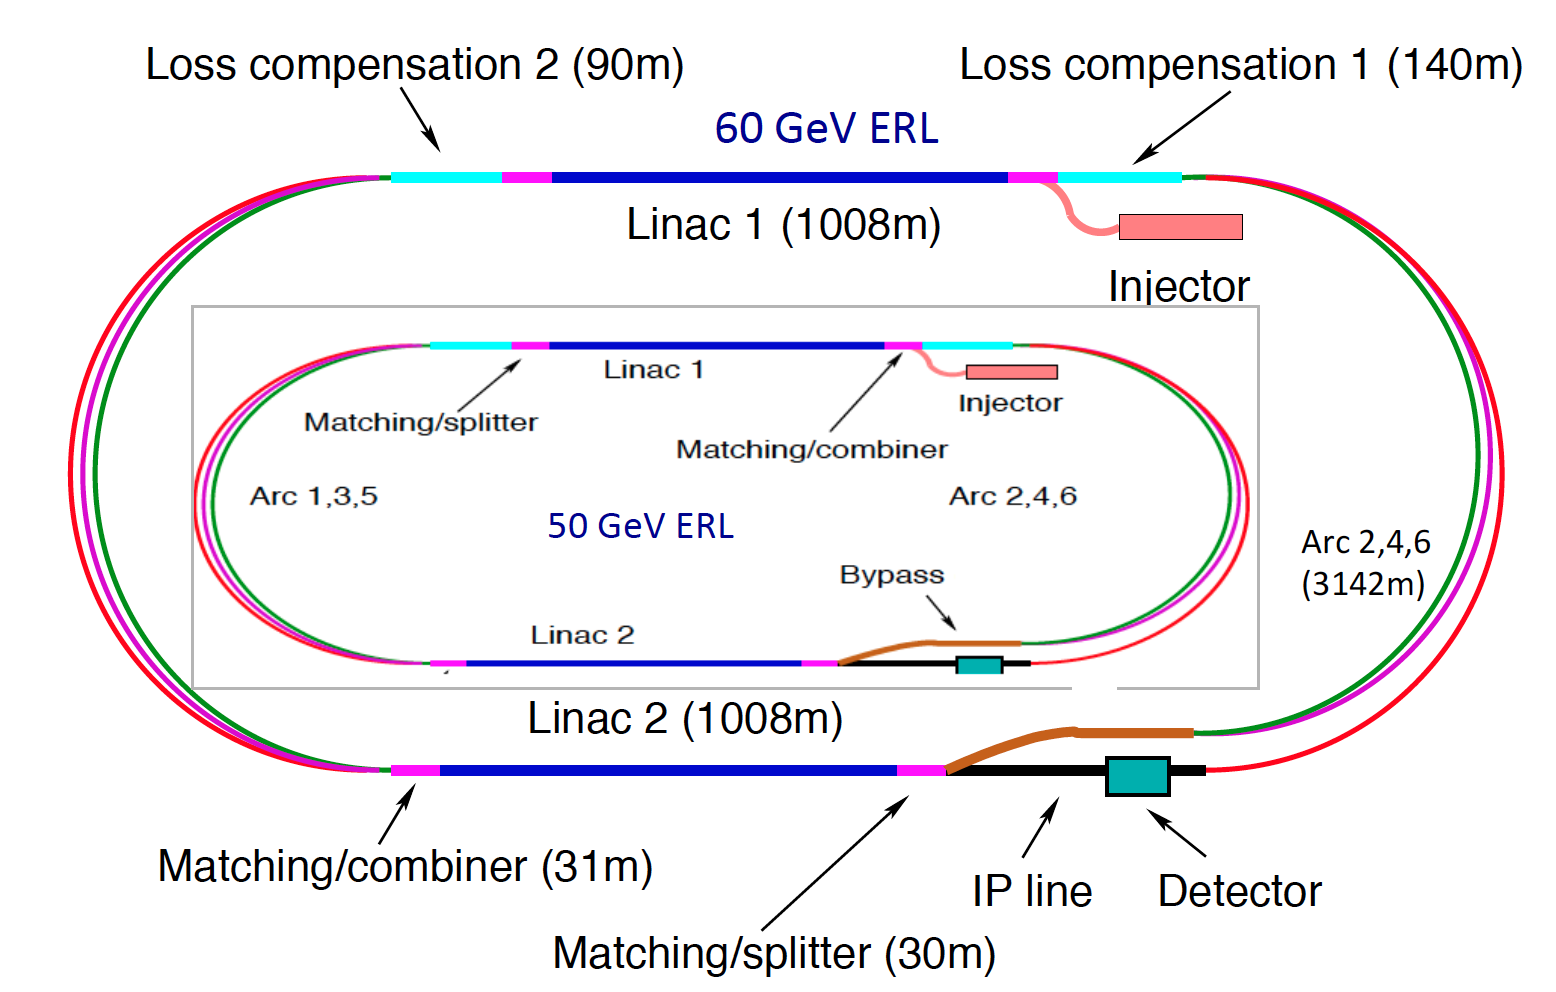 Loss compensation 2 (90m)
Loss compensation 1 (140m)
60 GeV ERL
Linac 1 (1008m)
Injector
Linac 1
Injector
Matching/splitter
Matching/combiner
Arc 1,3,5
Arc 2,4,6
50 GeV ERL
Arc 2,4,6
(3142m)
Bypass
Linac 2
Linac 2 (1008m)
Matching/combiner (31m)
IP line
Detector
Matching/splitter (30m)